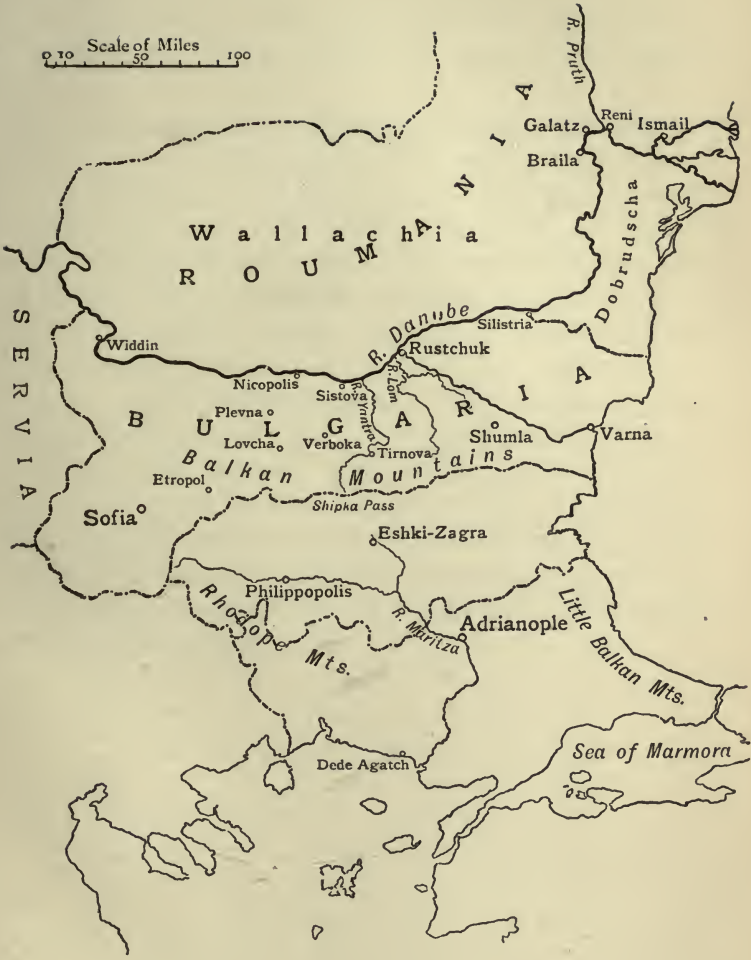 Scale of Miles
0 10 50 100
R. Pruth
Galatz
Reni
Ismail
Braila
Wallachia
ROUMANIA
Dobrudscha
SERVIA
R. Danube
Silistria
Widdin
Rustchuk
Nicopolis
Sistova
R. Yantra
R. Lom
BULGARIA
Plevna
Lovcha
Verboka
Tirnova
Shumla
Varna
Balkan Mountains
Etropol
Sofia
Shipka Pass
Eshki-Zagra
Philippopolis
Rhodope Mts.
R. Maritza
Adrianople
Little Balkan Mts.
Sea of Marmora
Dede Agatch